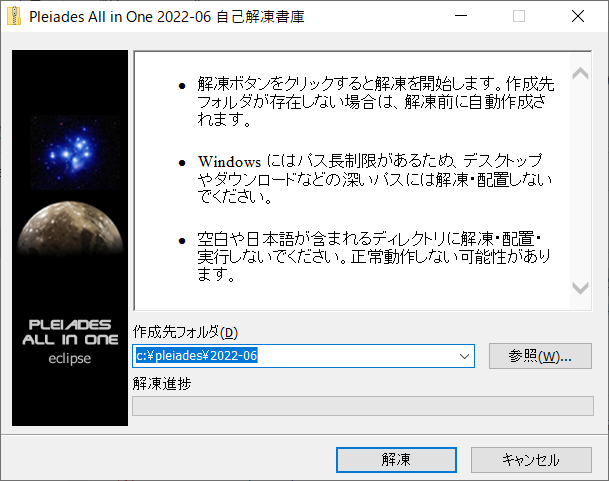 Pleiades All in One 2022-06 自己解凍書庫
● 解凍ボタンをクリックすると解凍を開始します。作成先
フォルダが存在しない場合は、解凍前に自動作成さ
れます。
● Windows にはパス長制限があるため、デスクトップ
やダウンロードなどの深いパスには解凍・配置しない
でください。
● 空白や日本語が含まれるディレクトリに解凍・配置・
実行しないでください。正常動作しない可能性があり
ます。
PLEIADES
ALL IN ONE
eclipse
作成先フォルダ(D)
c:¥pleiades¥2022-06
参照(W)...
解凍進捗
解凍
キャンセル